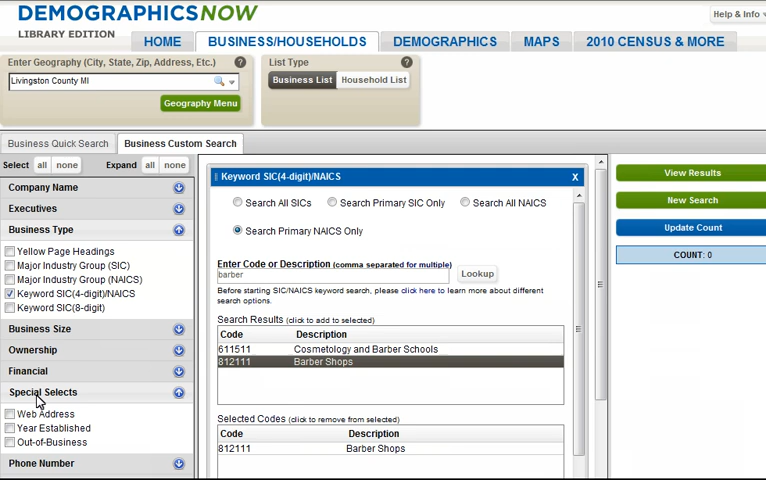 DEMOGRAPHICSNOW
LIBRARY EDITION
Help & Info
HOME
BUSINESS/HOUSEHOLDS
DEMOGRAPHICS
MAPS
2010 CENSUS & MORE
Enter Geography (City, State, Zip, Address, Etc.) ?
Livingston County MI
Geography Menu
List Type ?
Business List
Household List
Business Quick Search
Business Custom Search
Select all none
Expand all none
Company Name
Executives
Business Type
Yellow Page Headings
Major Industry Group (SIC)
Major Industry Group (NAICS)
Keyword SIC(4-digit)/NAICS
Keyword SIC(8-digit)
Business Size
Ownership
Financial
Special Selects
Web Address
Year Established
Out-of-Business
Phone Number
Keyword SIC(4-digit)/NAICS X
Search All SICs
Search Primary SIC Only
Search All NAICS
Search Primary NAICS Only
Enter Code or Description (comma separated for multiple)
barber
Lookup
Before starting SIC/NAICS keyword search, please click here to learn more about different
search options.
Search Results (click to add to selected)
Code Description
611511 Cosmetology and Barber Schools
812111 Barber Shops
Selected Codes (click to remove from selected)
Code Description
812111 Barber Shops
View Results
New Search
Update Count
COUNT: 0